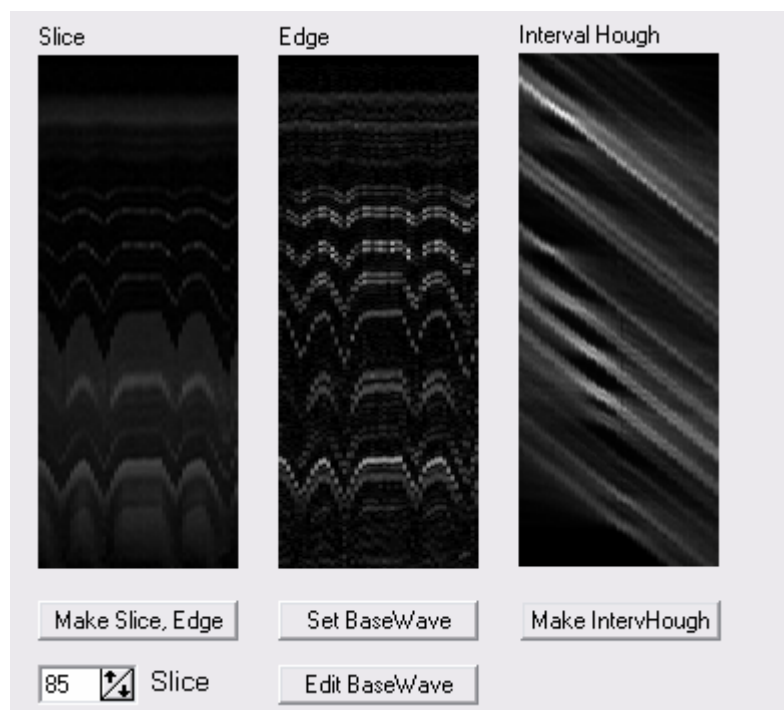 Slice Edge Interval Hough
Make Slice, Edge Set BaseWave Make IntervHough
85 Slice Edit BaseWave